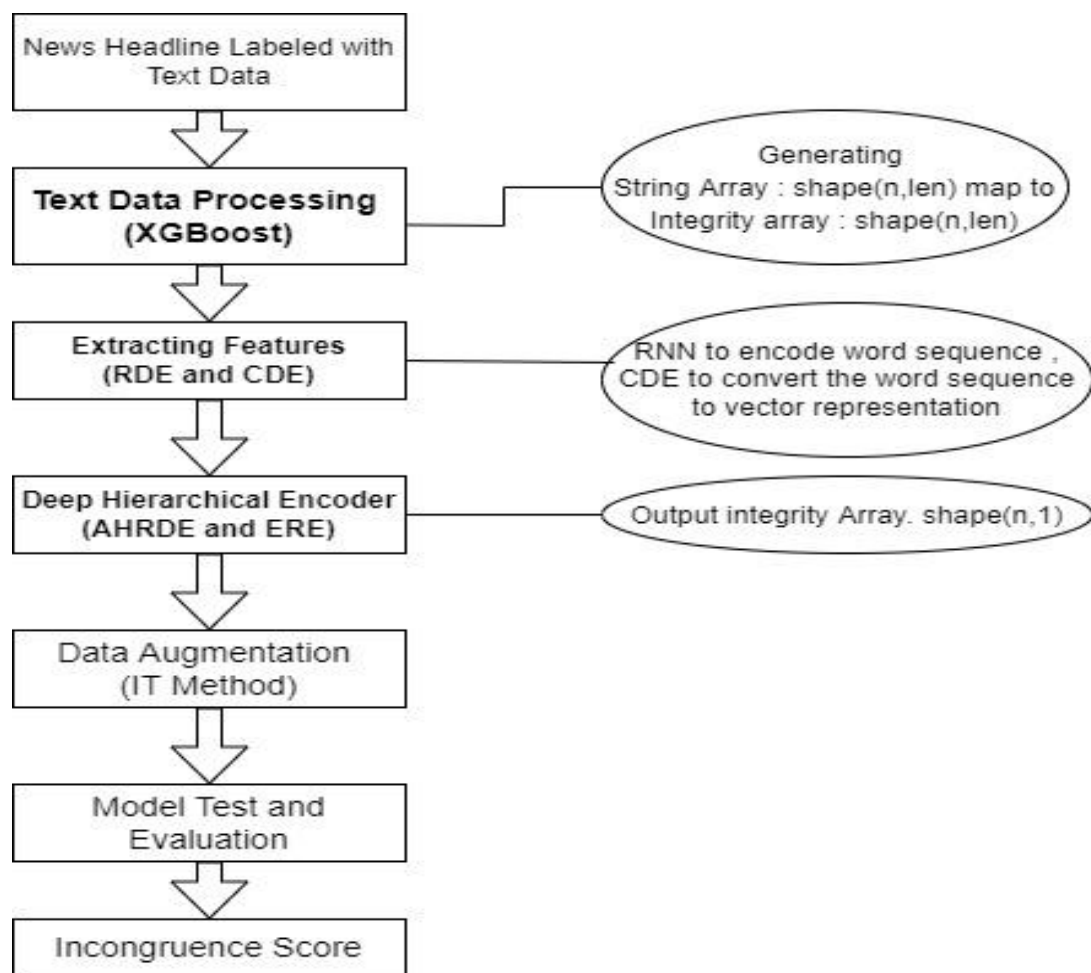 News Headline Labeled with
Text Data
Text Data Processing
(XGBoost)
Generating
String Array : shape(n,len) map to
Integrity array : shape(n,len)
Extracting Features
(RDE and CDE)
RNN to encode word sequence ,
CDE to convert the word sequence
to vector representation
Deep Hierarchical Encoder
(AHRDE and ERE)
Output integrity Array. shape(n,1)
Data Augmentation
(IT Method)
Model Test and
Evaluation
Incongruence Score